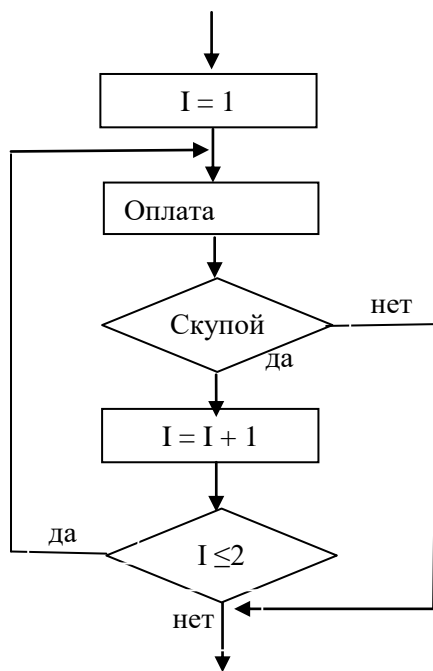 I = 1
Оплата
Скупой
нет
да
I = I + 1
да
I ≤2
нет